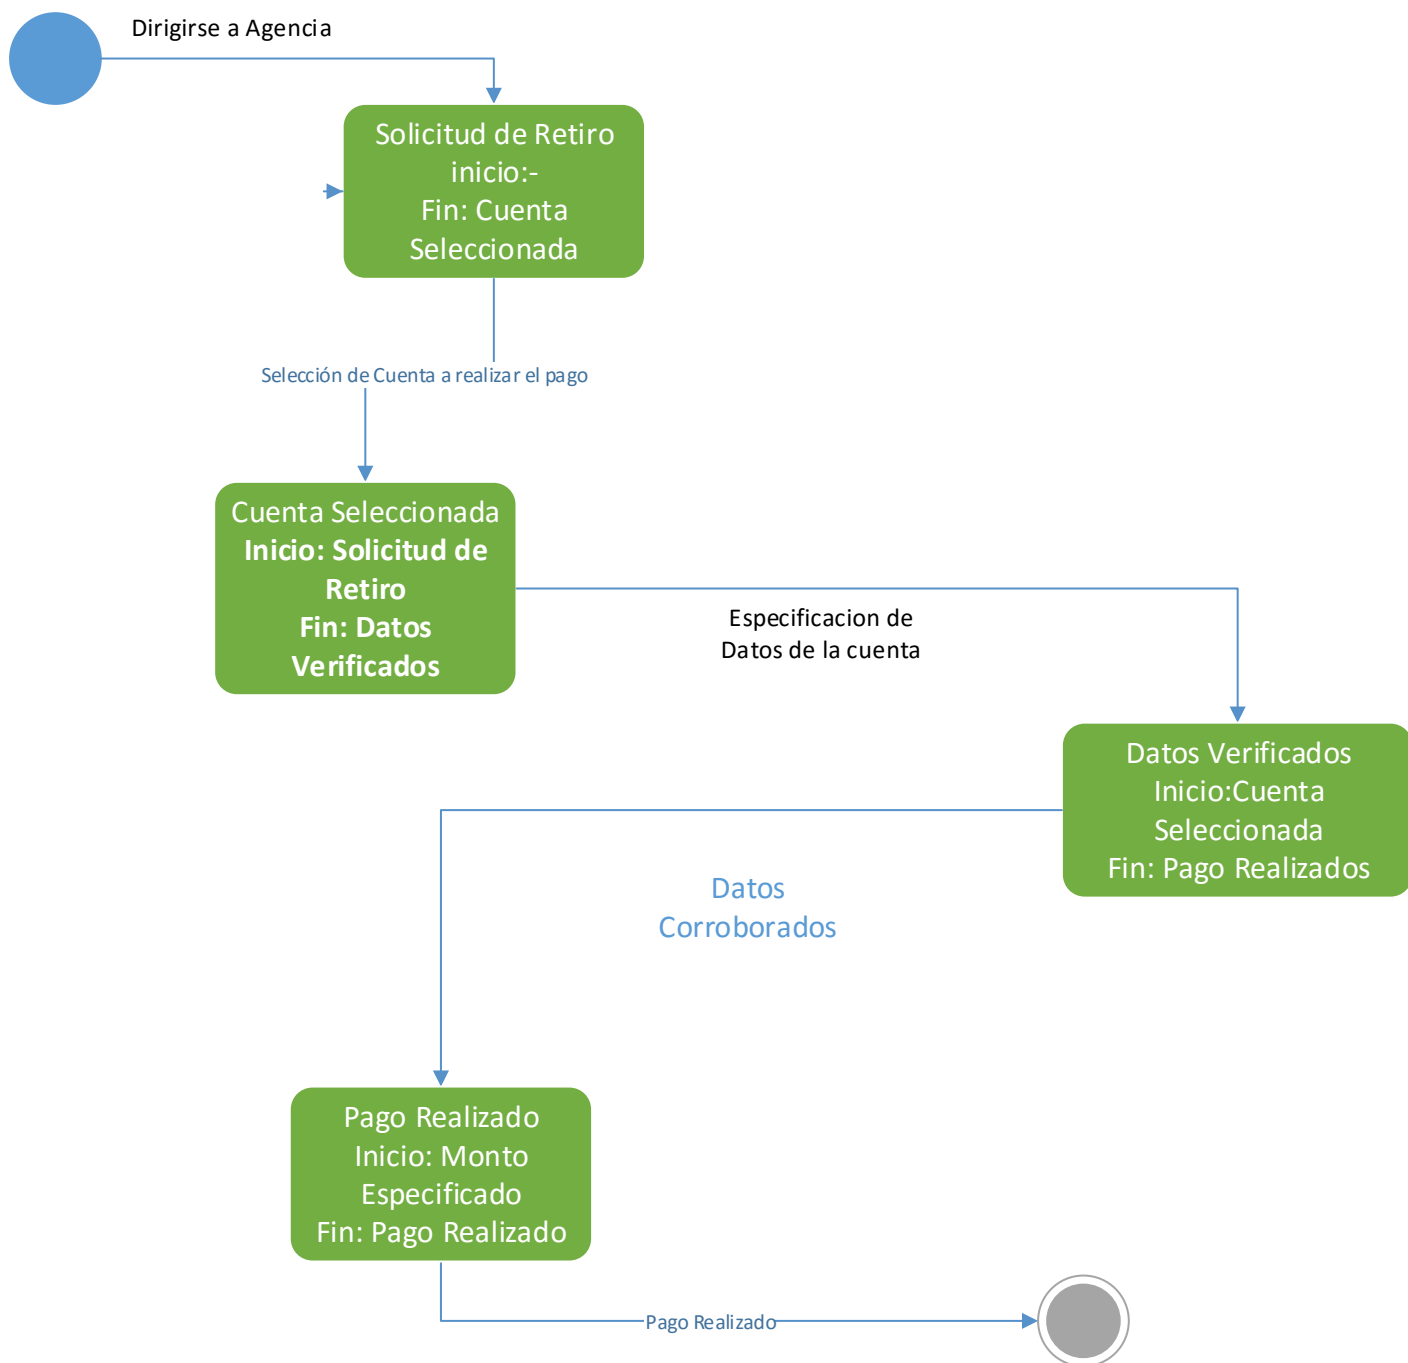 Dirigirse a Agencia
Solicitud de Retiro
inicio:-
Fin: Cuenta
Seleccionada
Selección de Cuenta a realizar el pago
Cuenta Seleccionada
Inicio: Solicitud de
Retiro
Fin: Datos
Verificados
Especificacion de
Datos de la cuenta
Datos Verificados
Inicio:Cuenta
Seleccionada
Fin: Pago Realizados
Datos
Corroborados
Pago Realizado
Inicio: Monto
Especificado
Fin: Pago Realizado
Pago Realizado